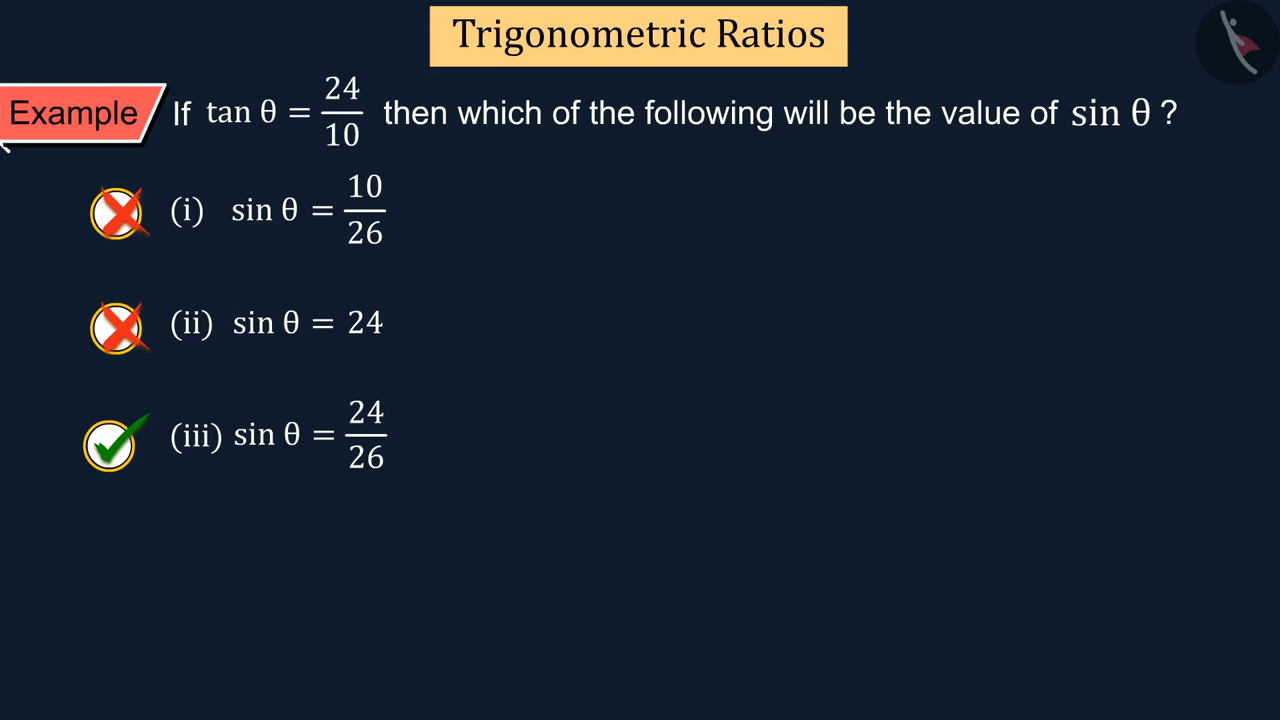 Trigonometric Ratios
Example If tan θ = 24/10 then which of the following will be the value of sin θ ?
(i) sin θ = 10/26
(ii) sin θ = 24
(iii) sin θ = 24/26